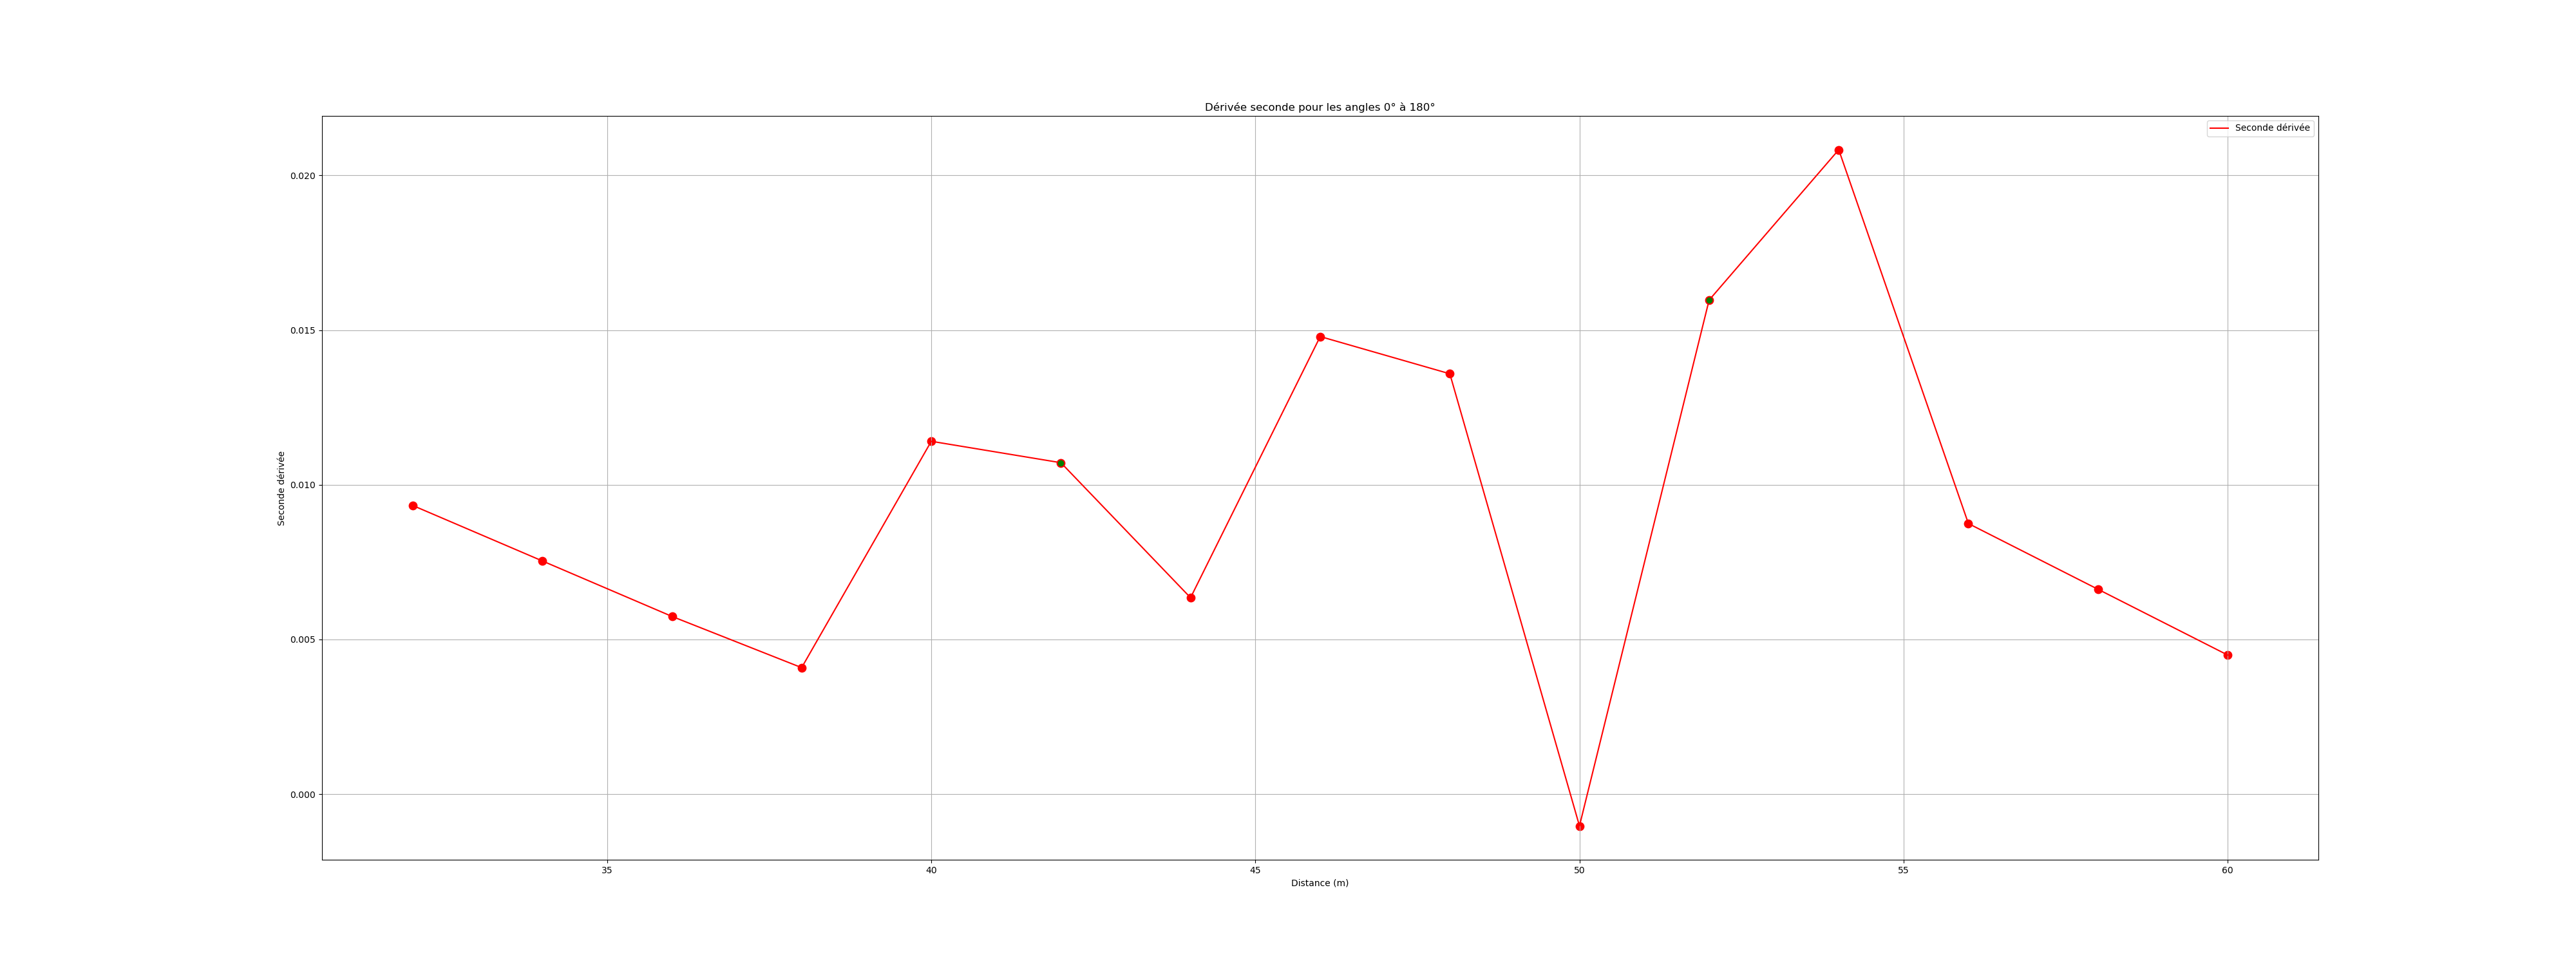 Dérivée seconde pour les angles 0° à 180°
Seconde dérivée
Seconde dérivée
0.020
0.015
0.010
0.005
0.000
35 40 45 50 55 60
Distance (m)